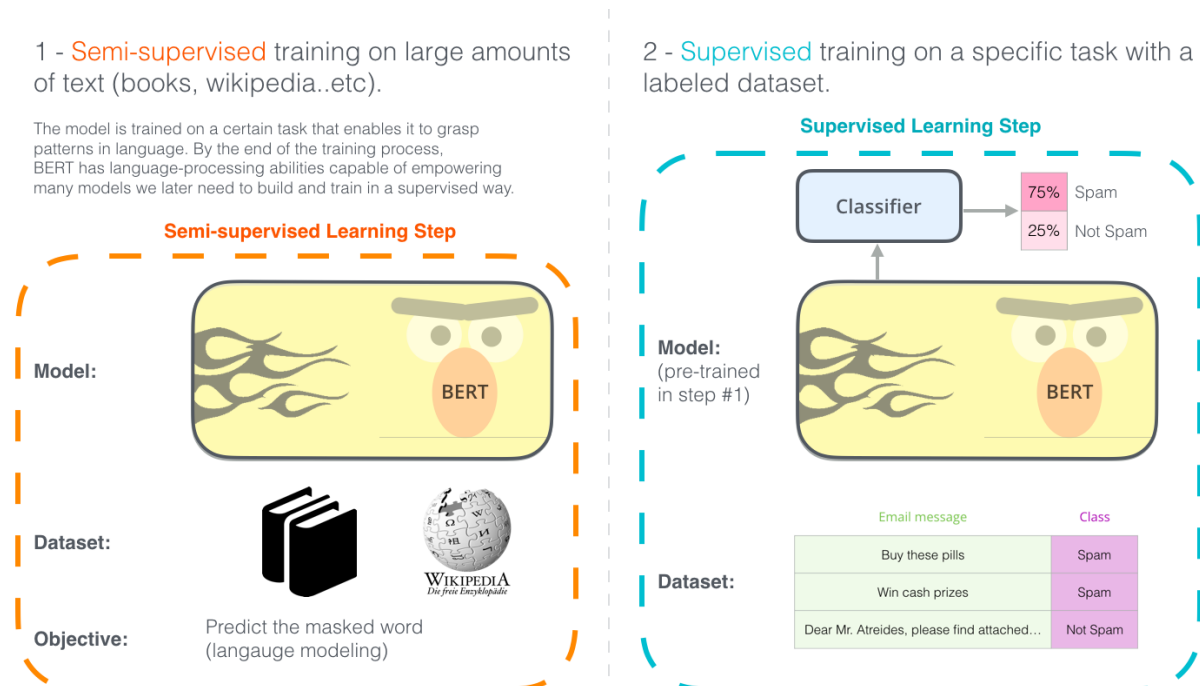 1 - Semi-supervised training on large amounts
of text (books, wikipedia..etc).
The model is trained on a certain task that enables it to grasp
patterns in language. By the end of the training process,
BERT has language-processing abilities capable of empowering
many models we later need to build and train in a supervised way.
Semi-supervised Learning Step
Model:
BERT
Dataset:
WIKIPEDIA
Die freie Enzyklopädie
Objective:
Predict the masked word
(langauge modeling)
2 - Supervised training on a specific task with a
labeled dataset.
Supervised Learning Step
Classifier
75% Spam
25% Not Spam
Model:
(pre-trained
in step #1)
BERT
Dataset:
Email message Class
Buy these pills Spam
Win cash prizes Spam
Dear Mr. Atreides, please find attached... Not Spam